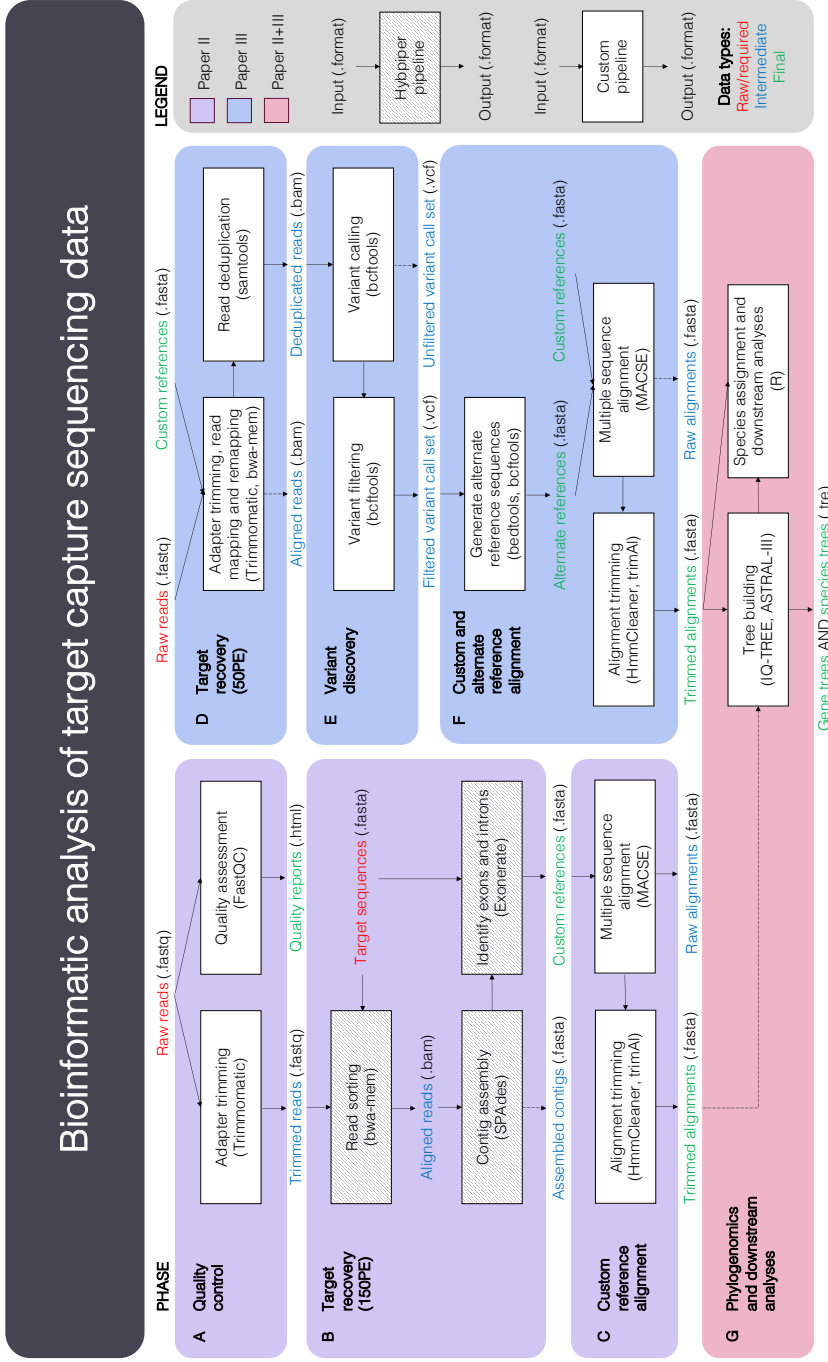 Bioinformatic analysis of target capture sequencing data
PHASE
A
Quality
control
Raw reads (.fastq)
Adapter trimming
(Trimmomatic)
Quality assessment
(FastQC)
Trimmed reads (.fastq)
Quality reports (.html)
B
Target
recovery
(150PE)
Read sorting
(bwa-mem)
Target sequences (.fasta)
Aligned reads (.bam)
Contig assembly
(SPAdes)
Identify exons and introns
(Exonerate)
Assembled contigs (.fasta)
Custom references (.fasta)
C
Custom
reference
alignment
Alignment trimming
(HmmCleaner, trimAl)
Multiple sequence
alignment
(MACSE)
Trimmed alignments (.fasta)
Raw alignments (.fasta)
D
Target
recovery
(50PE)
Raw reads (.fastq)
Custom references (.fasta)
Adapter trimming, read
mapping and remapping
(Trimmomatic, bwa-mem)
Read deduplication
(samtools)
Aligned reads (.bam)
Deduplicated reads (.bam)
E
Variant
discovery
Variant filtering
(bcftools)
Variant calling
(bcftools)
Filtered variant call set (.vcf)
Unfiltered variant call set (.vcf)
F
Custom and
alternate
reference
alignment
Generate alternate
reference sequences
(bedtools, bcftools)
Alternate references (.fasta)
Custom references (.fasta)
Alignment trimming
(HmmCleaner, trimAl)
Multiple sequence
alignment
(MACSE)
Trimmed alignments (.fasta)
Raw alignments (.fasta)
G
Phylogenomics
and downstream
analyses
Tree building
(IQ-TREE, ASTRAL-III)
Species assignment and
downstream analyses
(R)
Gene trees AND species trees (.tre)
LEGEND
Paper II
Paper III
Paper II+III
Input (.format)
Hybpiper
pipeline
Output (.format)
Input (.format)
Custom
pipeline
Output (.format)
Data types:
Raw/required
Intermediate
Final